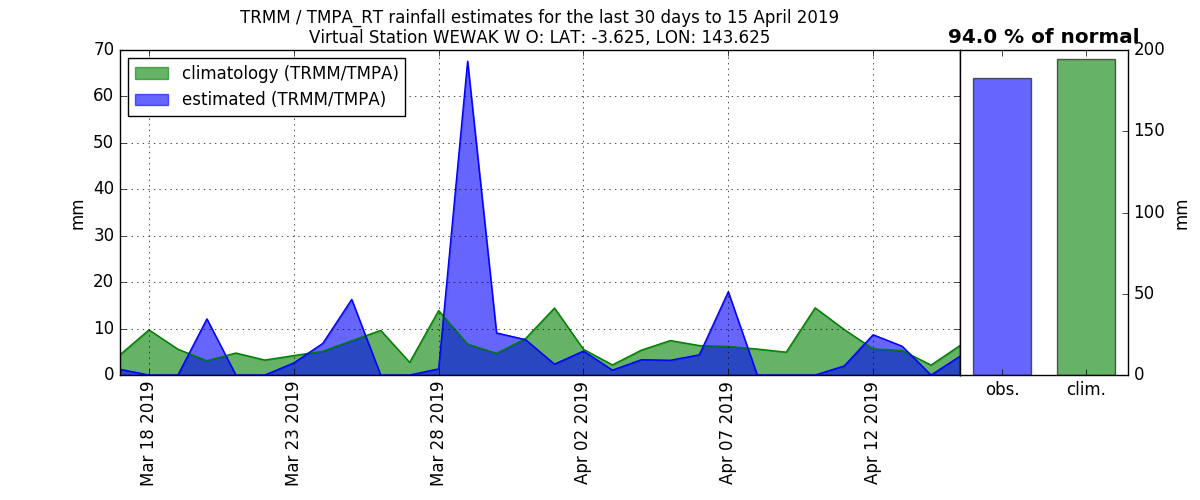 TRMM / TMPA_RT rainfall estimates for the last 30 days to 15 April 2019
Virtual Station WEWAK W O: LAT: -3.625, LON: 143.625
94.0 % of normal
climatology (TRMM/TMPA)
estimated (TRMM/TMPA)
70
60
50
40
30
20
10
0
mm
Mar 18 2019
Mar 23 2019
Mar 28 2019
Apr 02 2019
Apr 07 2019
Apr 12 2019
obs.
clim.
200
150
100
50
0
mm